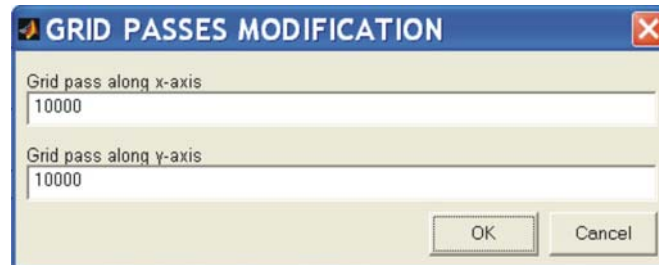 GRID PASSES MODIFICATION
Grid pass along x-axis
10000
Grid pass along y-axis
10000
OK Cancel